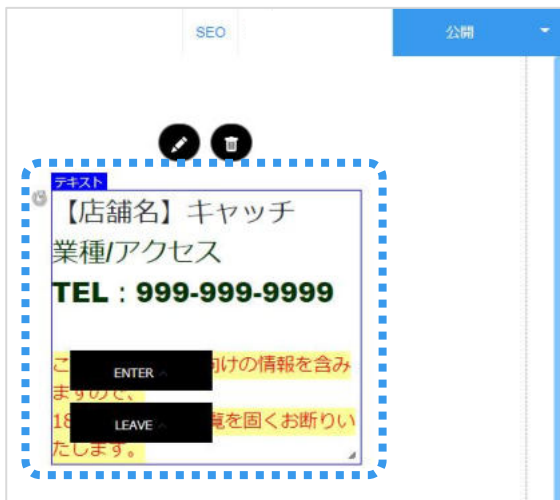 SEO
公開
テキスト
【店舗名】キャッチ
業種/アクセス
TEL：999-999-9999
こ
向けの情報を含み
ENTER
ますので、
18
覧を固くお断りい
LEAVE
たします。